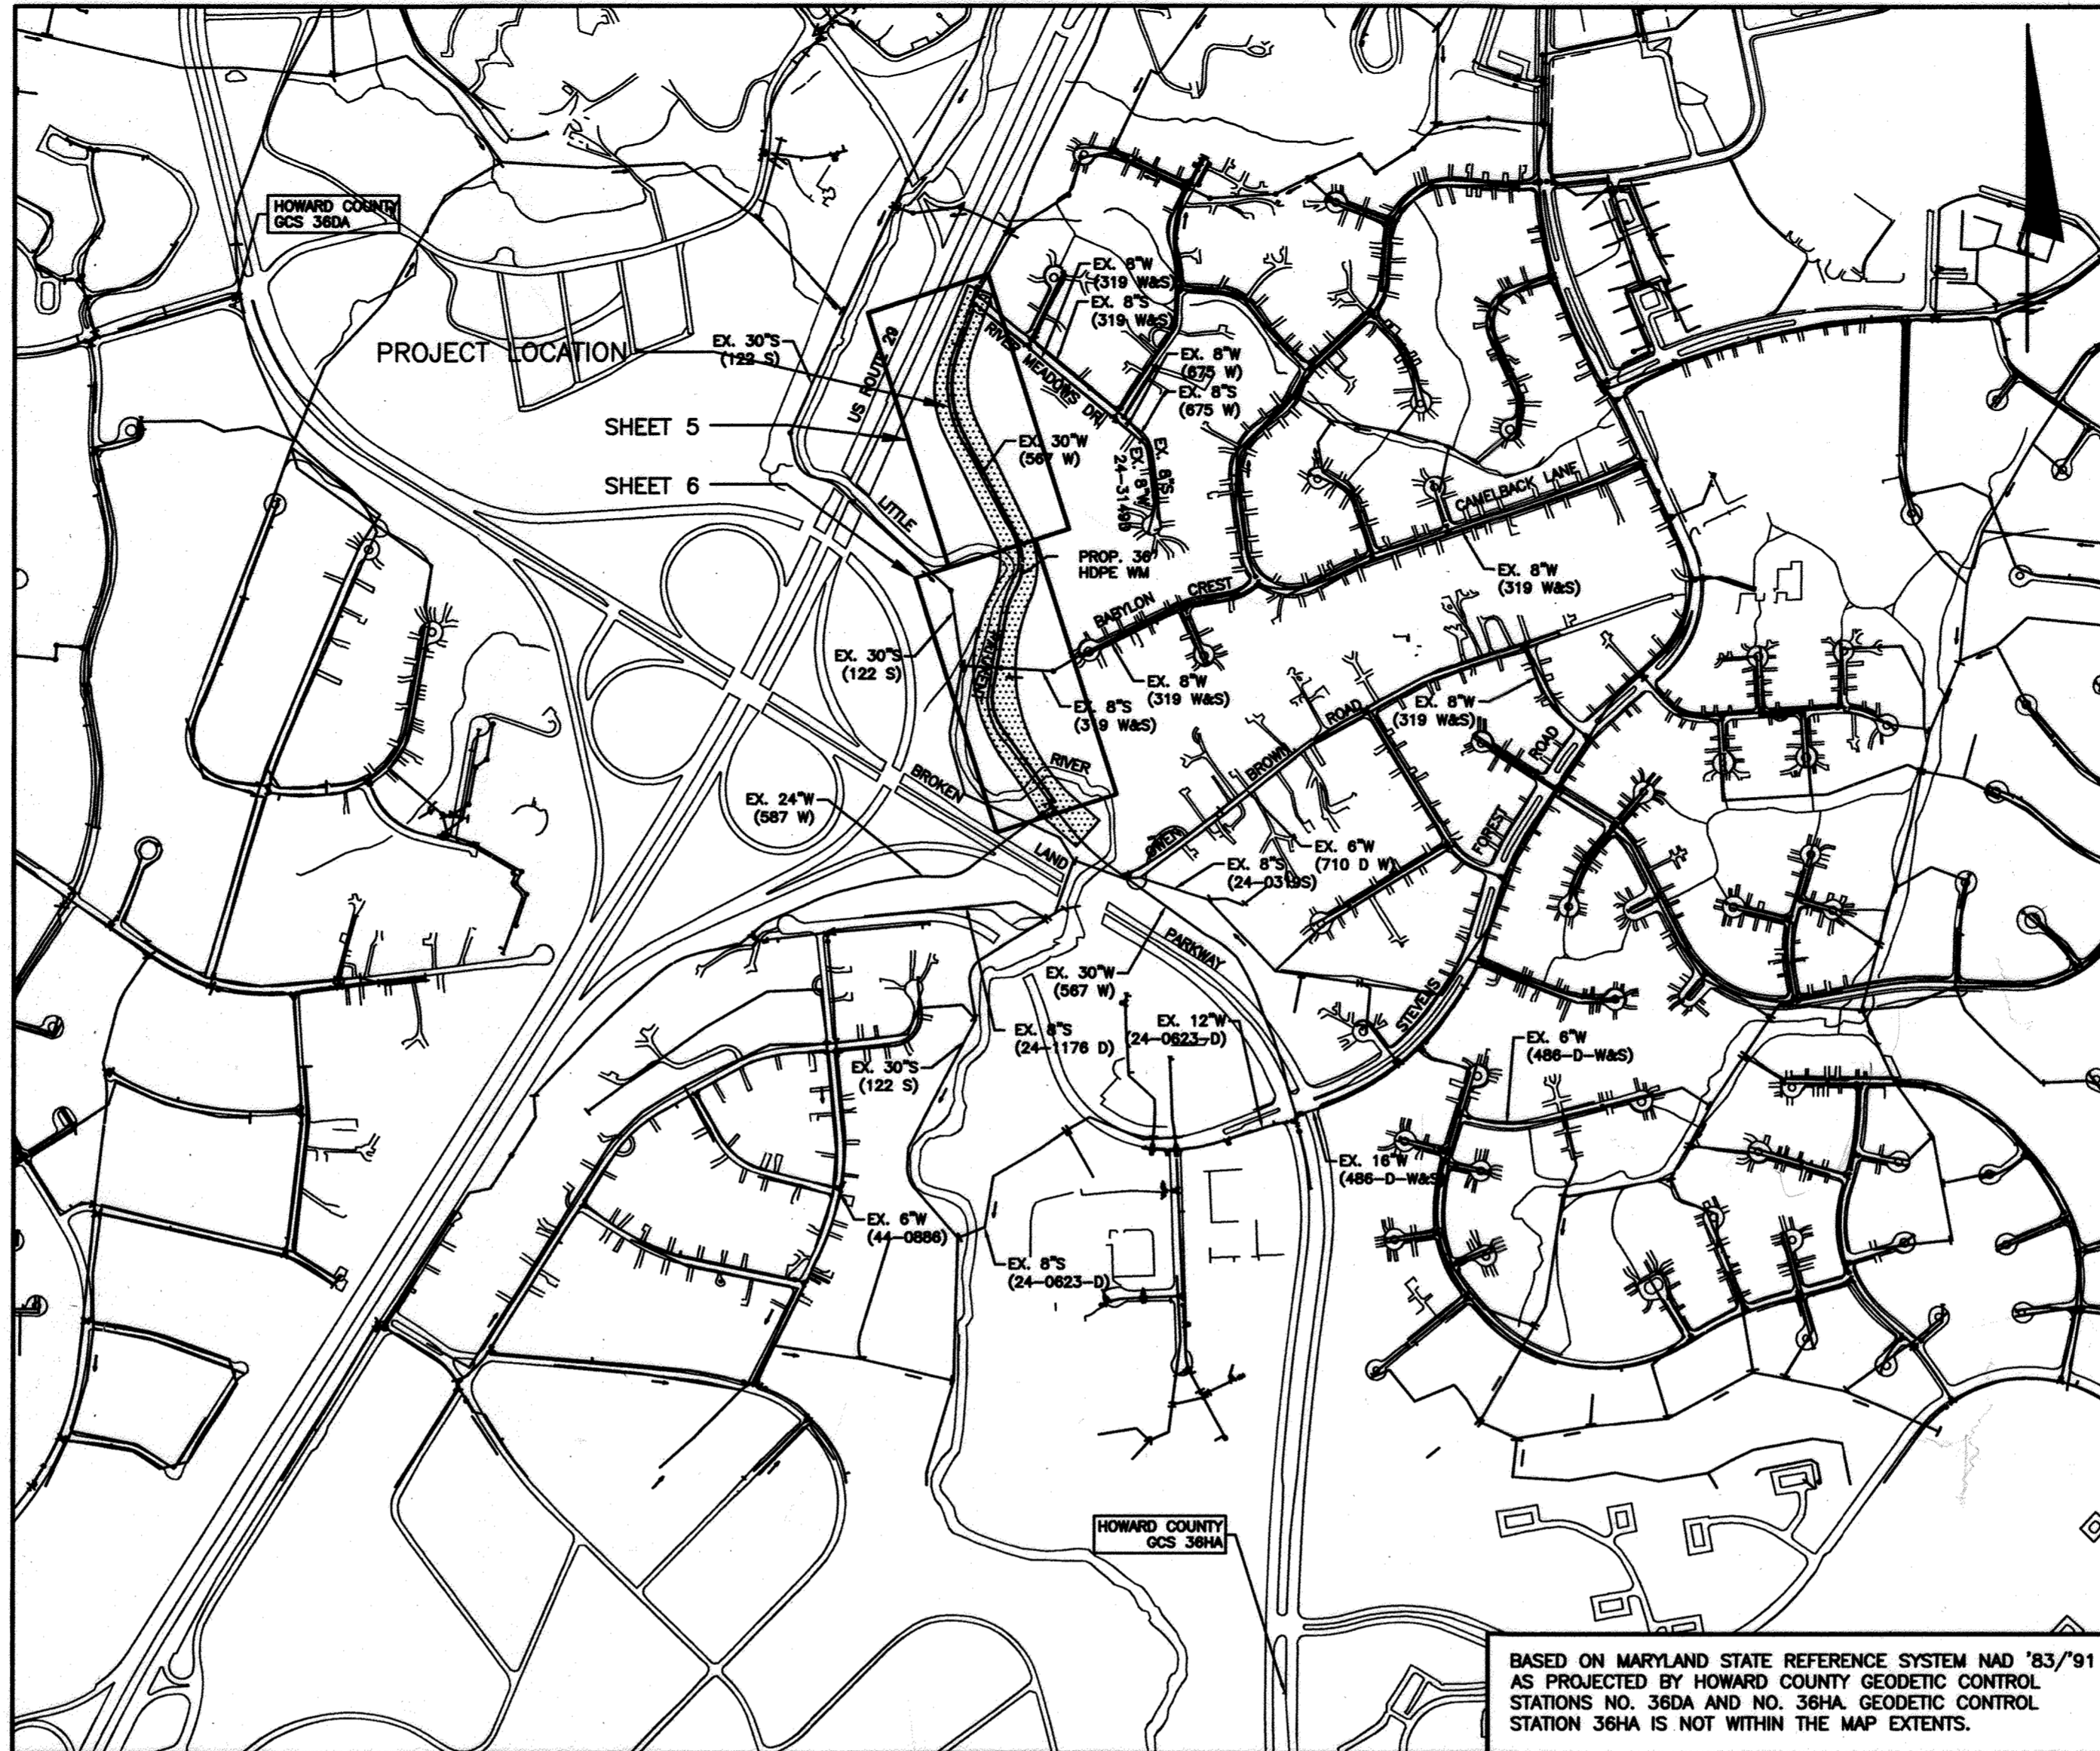 HOWARD COUNTY
GCS 36DA
PROJECT LOCATION
EX. 30"S
(122 S)
US ROUTE 29
SHEET 5
SHEET 6
LITTLE
EX. 8"W
(319 W&S)
EX. 8"S
(319 W&S)
RIVER MEADOWS DR.
EX. 8"W
(675 W)
EX. 8"S
(675 W)
EX. 30"W
(567 W)
EX. 8"S
EX. 8"W
CAMELBACK LANE
PROP. 36"
HDPE WM
EX. 8"W
(319 W&S)
BABYLON CREST
EX. 30"S
(122 S)
EX. 8"W
(319 W&S)
EX. 8"S
(319 W&S)
EX. 8"W
(319 W&S)
RIVER
OWEN BROWN ROAD
BROKEN LAND PARKWAY
EX. 24"W
(587 W)
EX. 6"W
(710 D W)
EX. 8"S
(24-0319S)
STEVENS FOREST ROAD
EX. 30"W
(567 W)
EX. 8"S
(24-1176 D)
EX. 12"W
(24-0623-D)
EX. 30"S
(122 S)
EX. 6"W
(486-D-W&S)
EX. 16"W
(486-D-W&S)
EX. 6"W
(44-0886)
EX. 8"S
(24-0623-D)
HOWARD COUNTY
GCS 36HA
BASED ON MARYLAND STATE REFERENCE SYSTEM NAD '83/'91
AS PROJECTED BY HOWARD COUNTY GEODETIC CONTROL
STATIONS NO. 36DA AND NO. 36HA. GEODETIC CONTROL
STATION 36HA IS NOT WITHIN THE MAP EXTENTS.